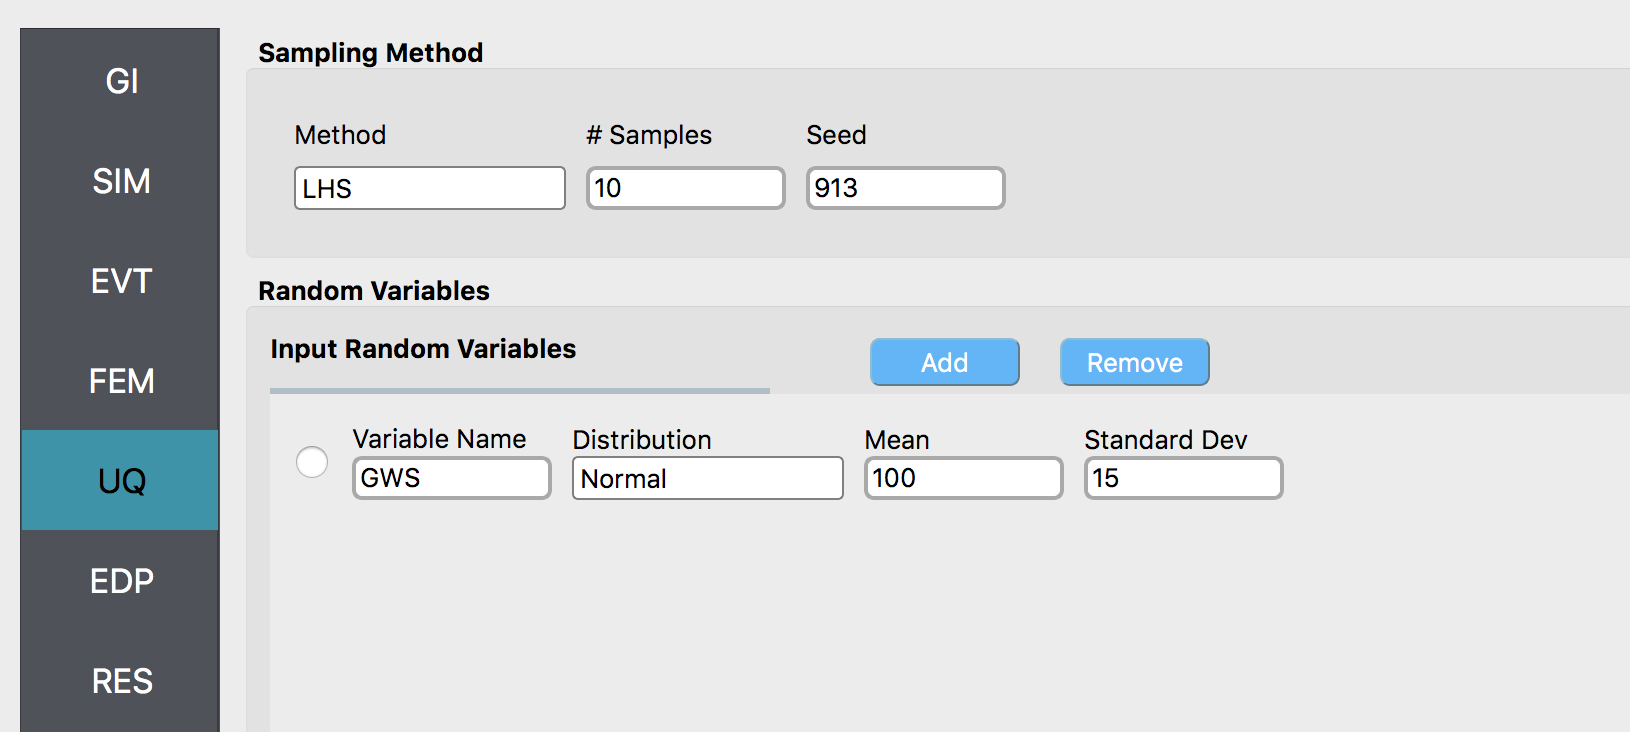 GI
SIM
EVT
FEM
UQ
EDP
RES
Sampling Method
Method # Samples Seed
LHS 10 913
Random Variables
Input Random Variables Add Remove
Variable Name Distribution Mean Standard Dev
GWS Normal 100 15